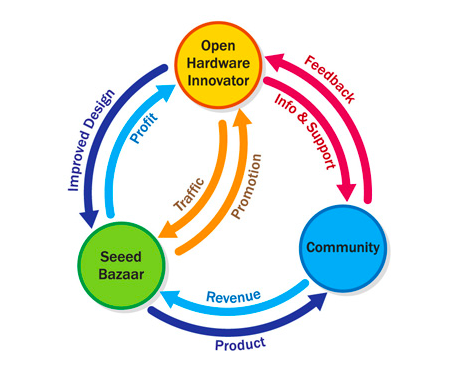 Open
Hardware
Innovator
Feedback
Info & Support
Improved Design
Profit
Traffic
Promotion
Seeed
Bazaar
Community
Revenue
Product